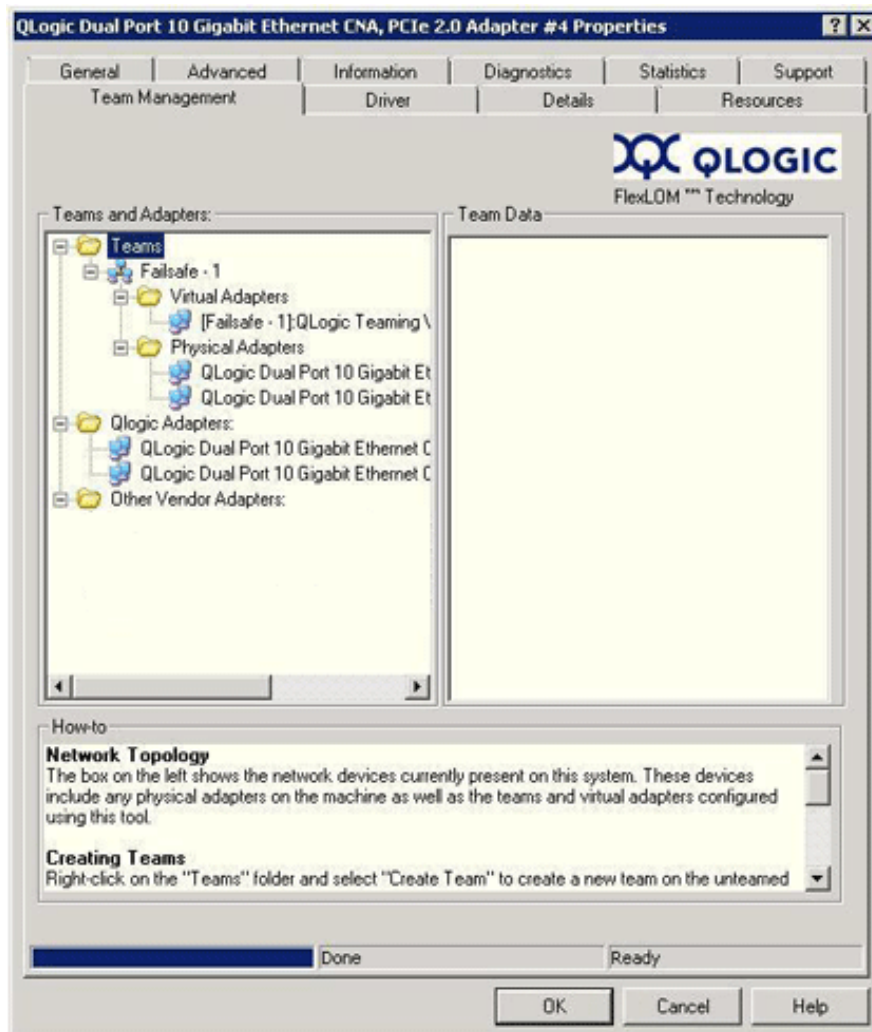 QLogic Dual Port 10 Gigabit Ethernet CNA, PCIe 2.0 Adapter #4 Properties
General Advanced Information Diagnostics Statistics Support
Team Management Driver Details Resources
QLOGIC
FlexLOM ™ Technology
Teams and Adapters:
Teams
Failsafe - 1
Virtual Adapters
[Failsafe - 1]:QLogic Teaming V
Physical Adapters
QLogic Dual Port 10 Gigabit Et
QLogic Dual Port 10 Gigabit Et
Qlogic Adapters:
QLogic Dual Port 10 Gigabit Ethernet C
QLogic Dual Port 10 Gigabit Ethernet C
Other Vendor Adapters:
Team Data
How-to
Network Topology
The box on the left shows the network devices currently present on this system. These devices
include any physical adapters on the machine as well as the teams and virtual adapters configured
using this tool.
Creating Teams
Right-click on the "Teams" folder and select "Create Team" to create a new team on the unteamed
Done Ready
OK Cancel Help